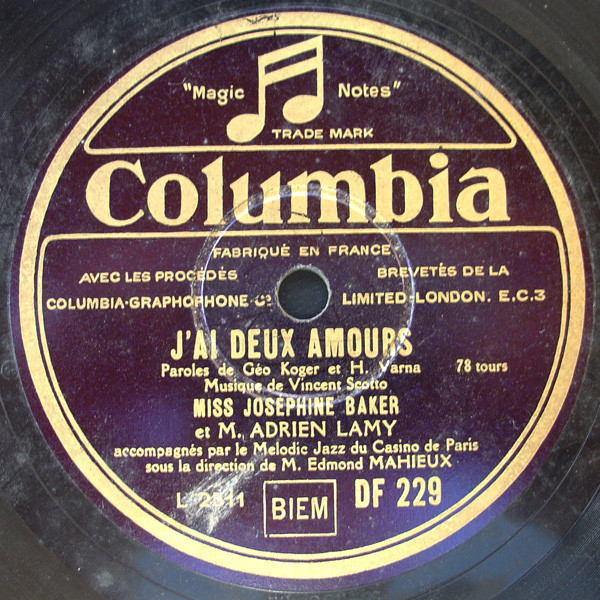 "Magic Notes"
TRADE MARK
Columbia
FABRIQUÉ EN FRANCE
AVEC LES PROCÉDÉS BREVETÉS DE LA
COLUMBIA-GRAPHOPHONE Co LIMITED-LONDON. E.C.3
J'AI DEUX AMOURS
Paroles de Géo Koger et H. Varna 78 tours
Musique de Vincent Scotto
MISS JOSÉPHINE BAKER
et M. ADRIEN LAMY
accompagnés par le Melodic Jazz du Casino de Paris
sous la direction de M. Edmond MAHIEUX
BIEM DF 229